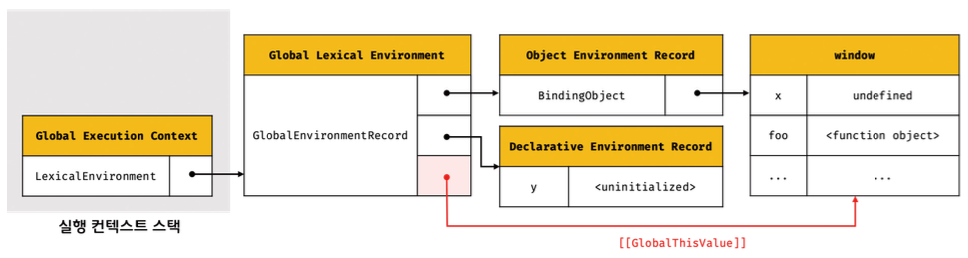 Global Execution Context
LexicalEnvironment
실행 컨텍스트 스택
Global Lexical Environment
GlobalEnvironmentRecord
Object Environment Record
BindingObject
Declarative Environment Record
y <uninitialized>
window
x undefined
foo <function object>
... ...
[[GlobalThisValue]]